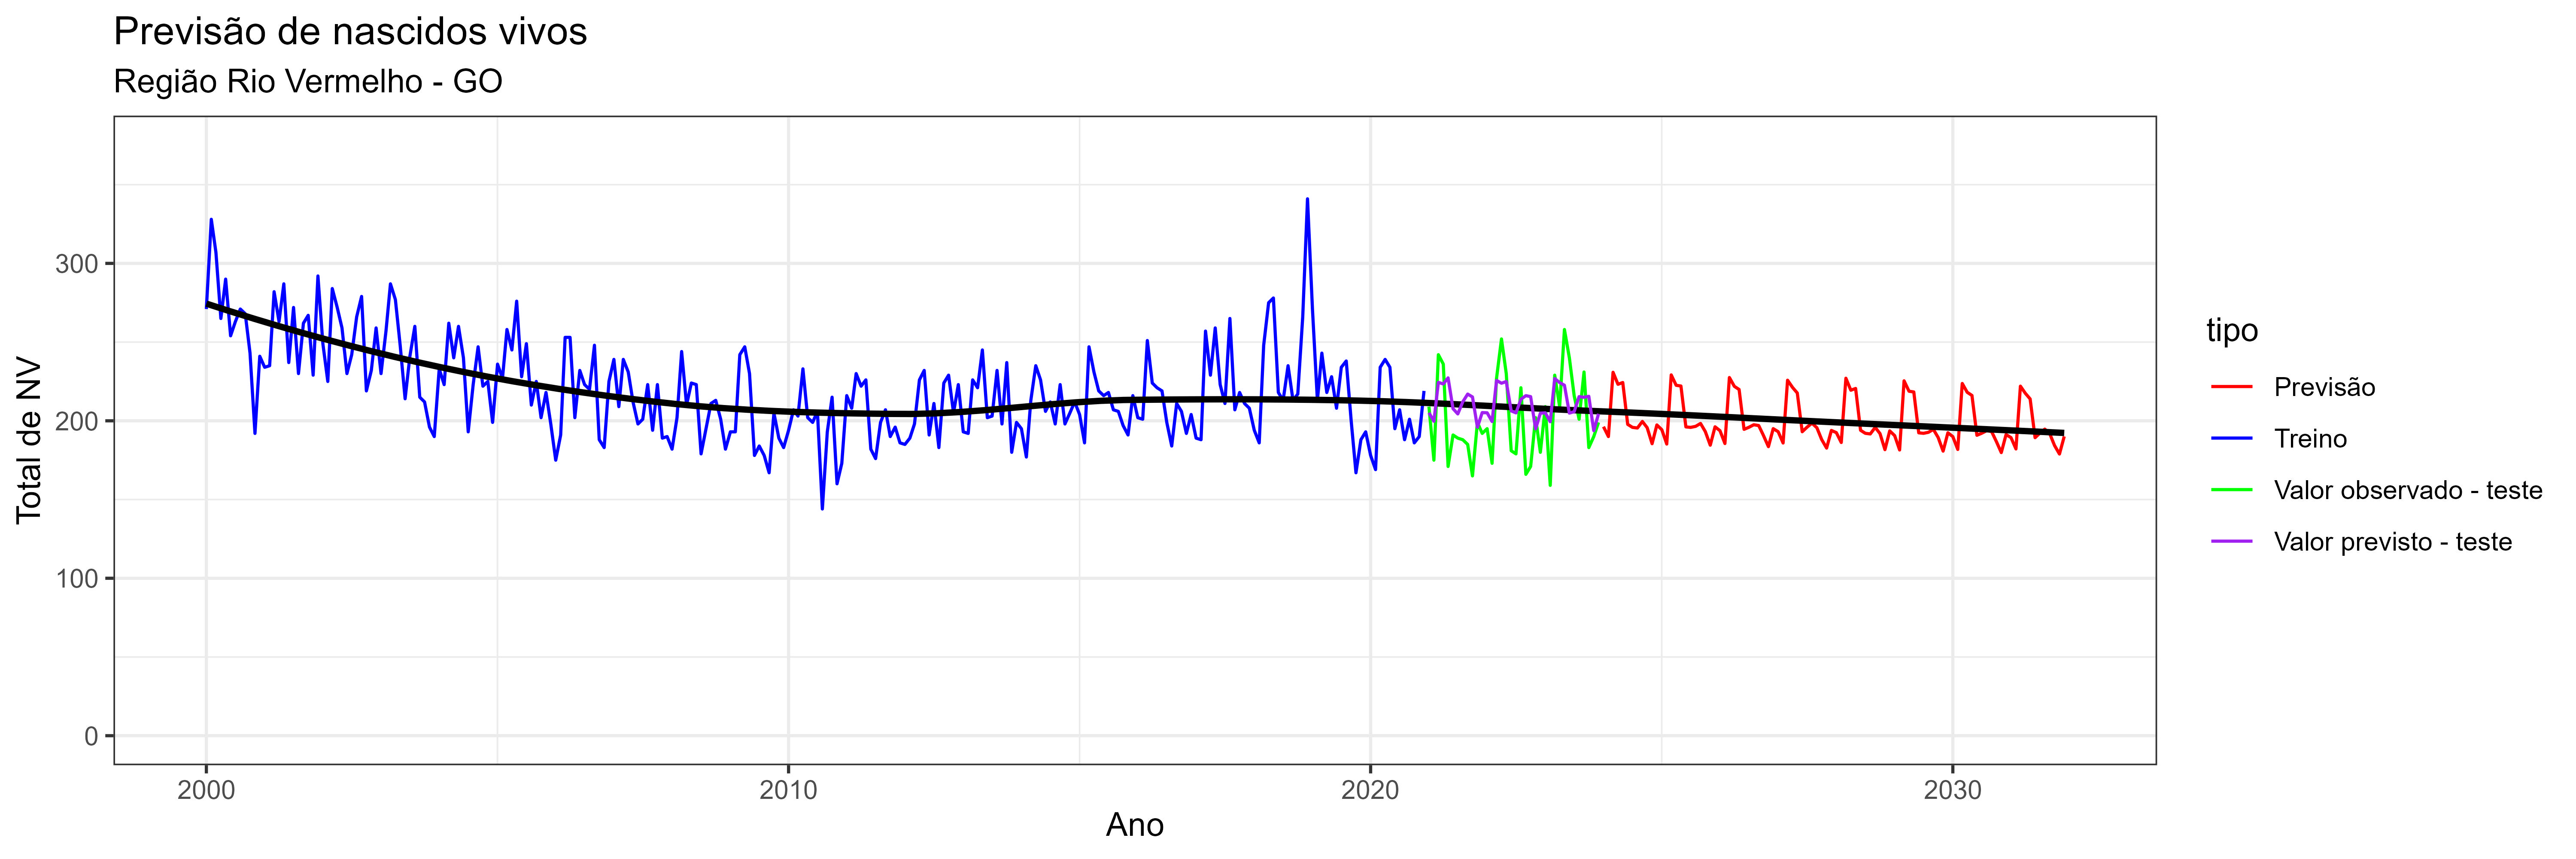 Previsão de nascidos vivos
Região Rio Vermelho - GO
Total de NV
300
200
100
0
2000
2010
2020
2030
Ano
tipo
Previsão
Treino
Valor observado - teste
Valor previsto - teste